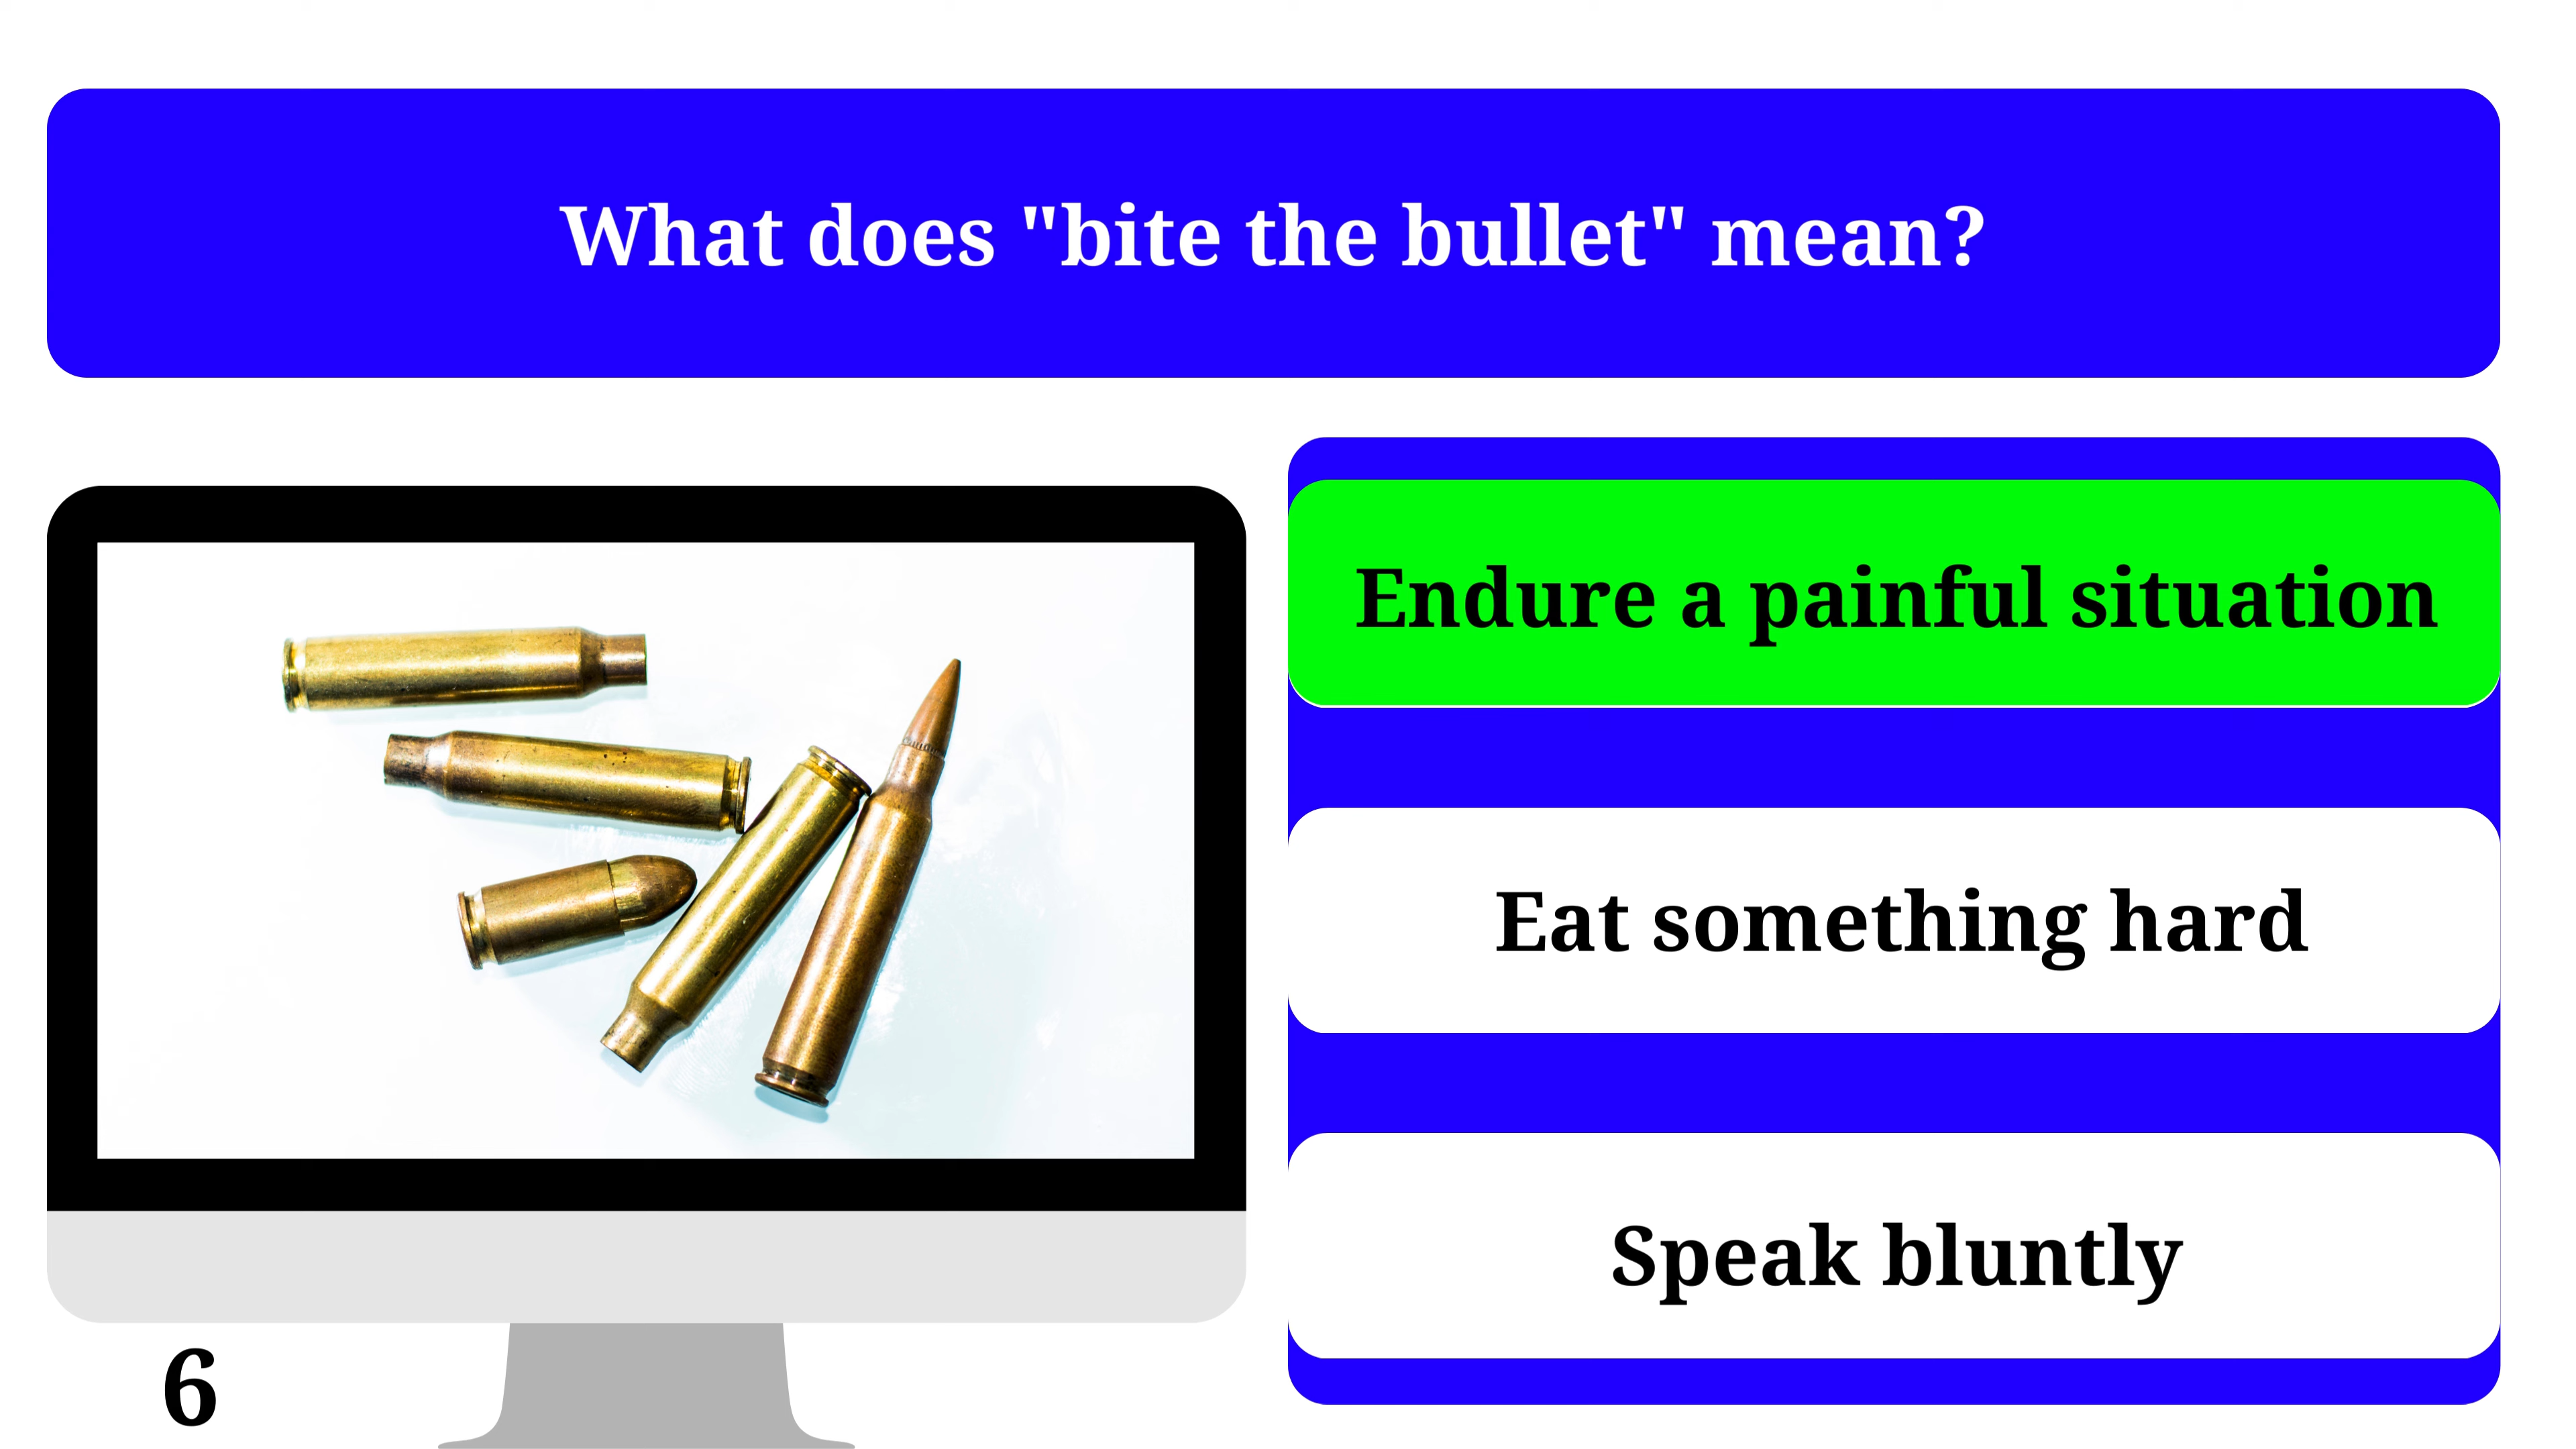 What does "bite the bullet" mean?
Endure a painful situation
Eat something hard
Speak bluntly
6